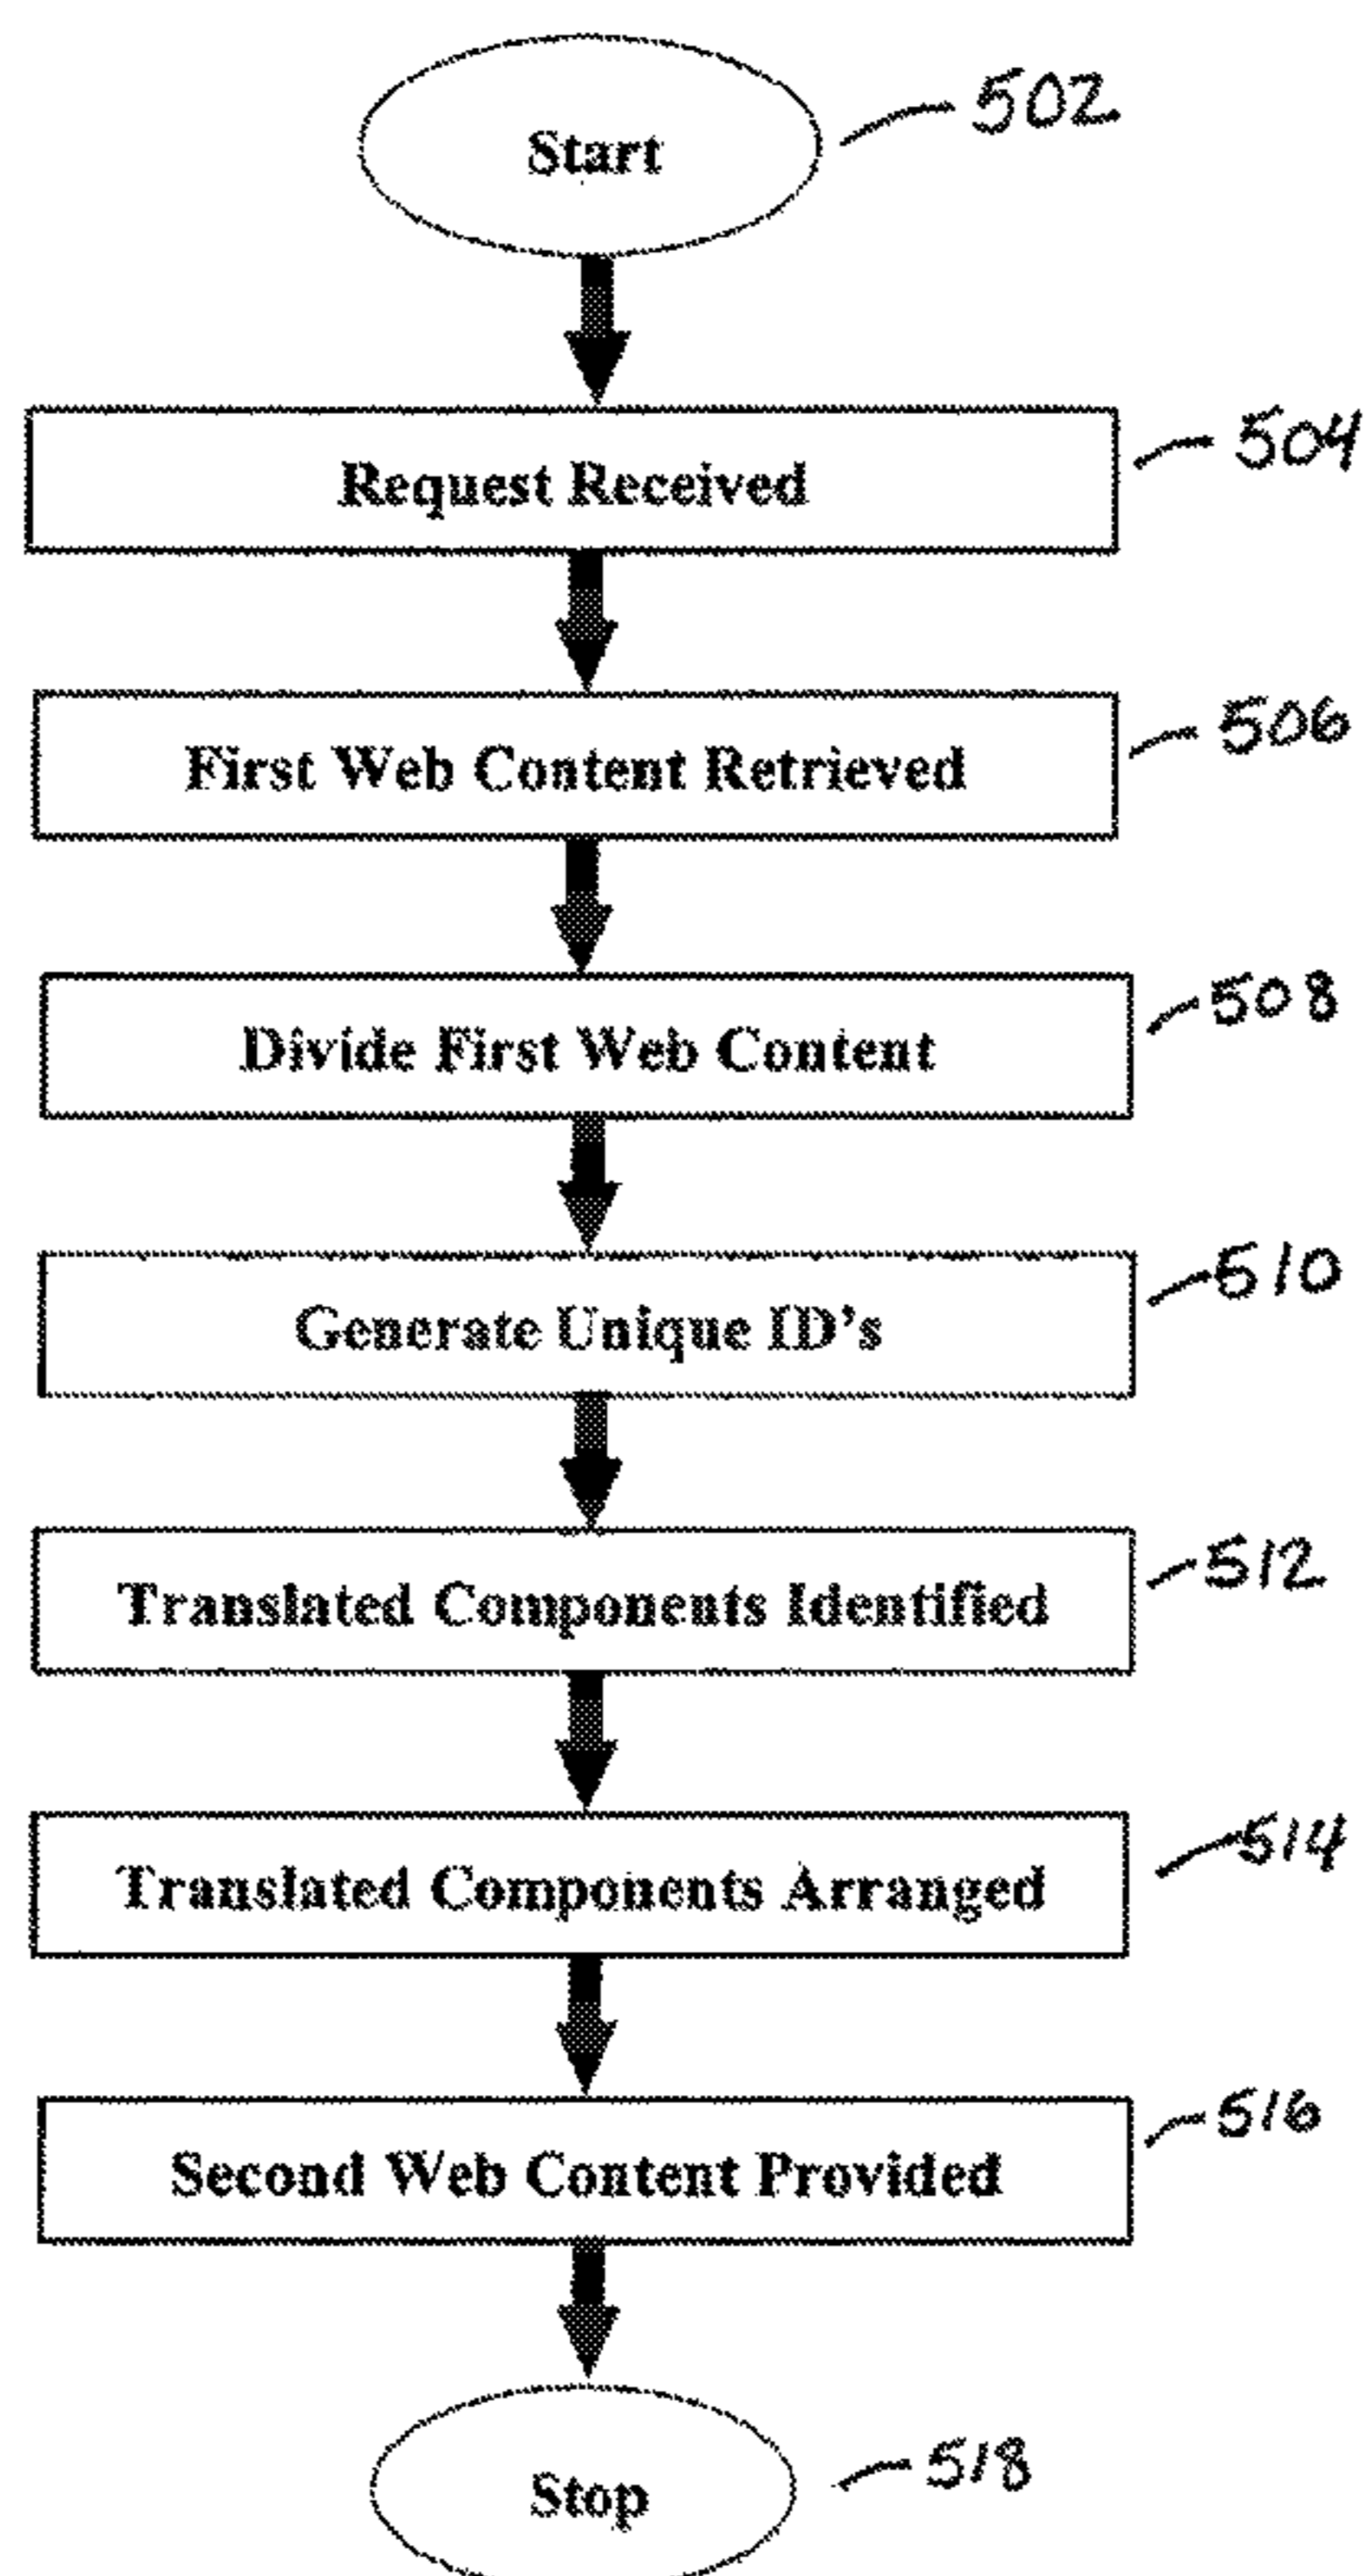 Start
502
Request Received
504
First Web Content Retrieved
506
Divide First Web Content
508
Generate Unique ID's
510
Translated Components Identified
512
Translated Components Arranged
514
Second Web Content Provided
516
Stop
518